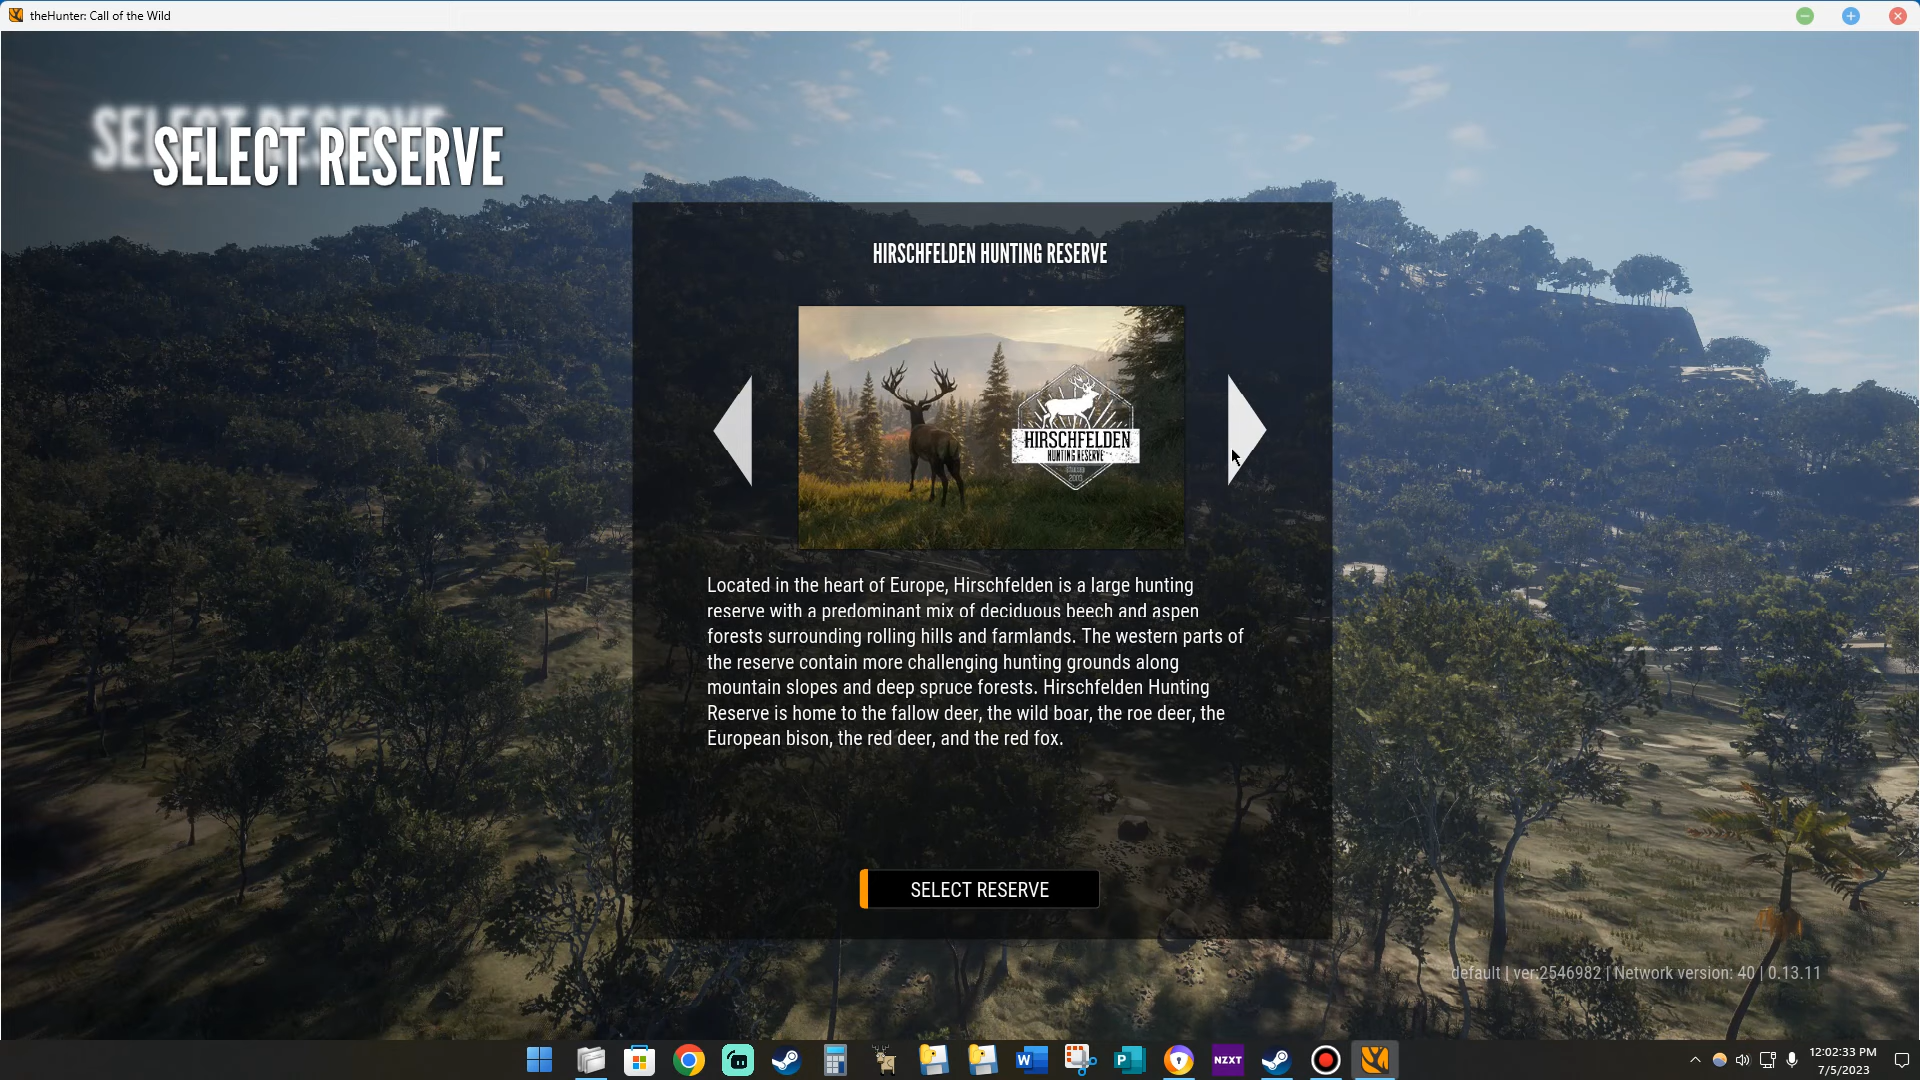 theHunter: Call of the Wild
SELECT RESERVE
HIRSCHFELDEN HUNTING RESERVE
HIRSCHFELDEN
HUNTING RESERVE
2003
Located in the heart of Europe, Hirschfelden is a large hunting
reserve with a predominant mix of deciduous beech and aspen
forests surrounding rolling hills and farmlands. The western parts of
the reserve contain more challenging hunting grounds along
mountain slopes and deep spruce forests. Hirschfelden Hunting
Reserve is home to the fallow deer, the wild boar, the roe deer, the
European bison, the red deer, and the red fox.
SELECT RESERVE
default | ver:2546982 | Network version: 40 | 0.13.11
NZXT
12:02:33 PM
7/5/2023